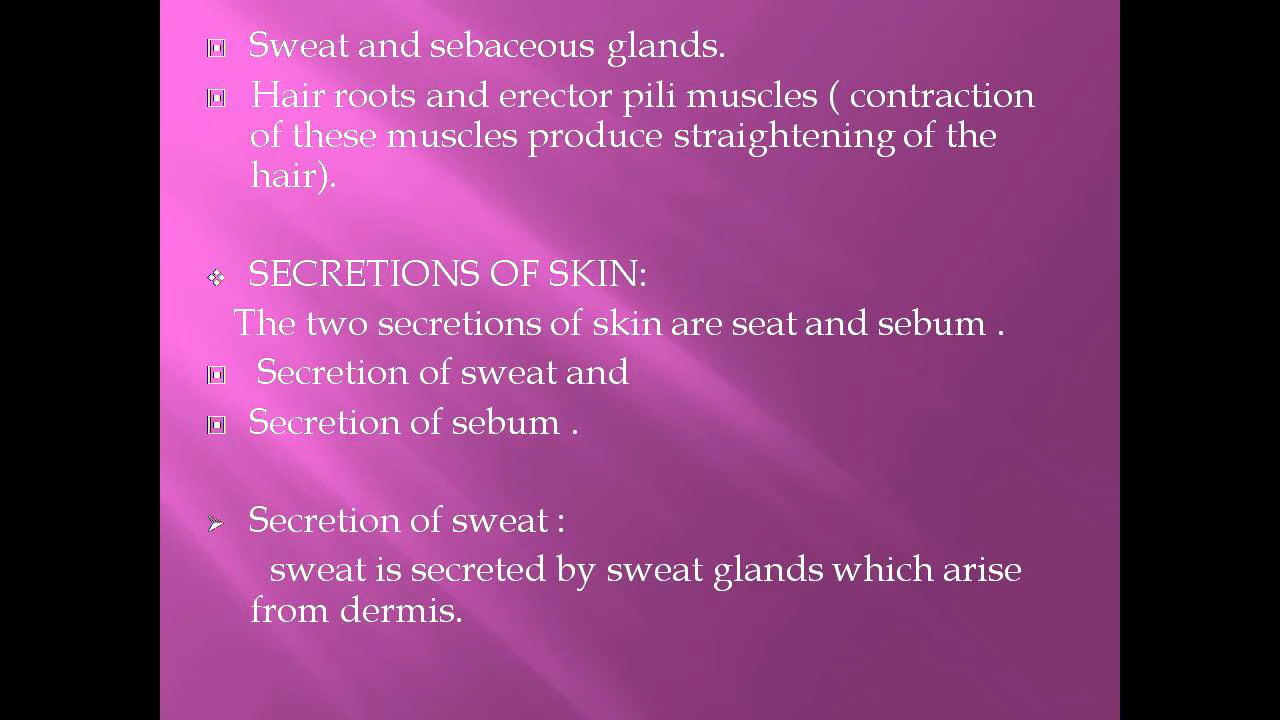 Sweat and sebaceous glands.
Hair roots and erector pili muscles ( contraction
of these muscles produce straightening of the
hair).
SECRETIONS OF SKIN:
The two secretions of skin are seat and sebum .
Secretion of sweat and
Secretion of sebum .
Secretion of sweat :
sweat is secreted by sweat glands which arise
from dermis.